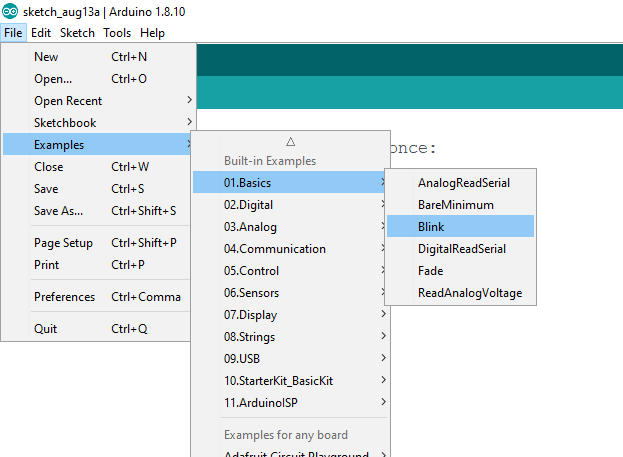 sketch_aug13a | Arduino 1.8.10
File Edit Sketch Tools Help
New Ctrl+N
Open... Ctrl+O
Open Recent
Sketchbook
Examples
Close Ctrl+W
Save Ctrl+S
Save As... Ctrl+Shift+S
Page Setup Ctrl+Shift+P
Print Ctrl+P
Preferences Ctrl+Comma
Quit Ctrl+Q
Built-in Examples
01.Basics
02.Digital
03.Analog
04.Communication
05.Control
06.Sensors
07.Display
08.Strings
09.USB
10.StarterKit_BasicKit
11.ArduinoISP
Examples for any board
Adafruit Circuit Playground
once:
AnalogReadSerial
BareMinimum
Blink
DigitalReadSerial
Fade
ReadAnalogVoltage